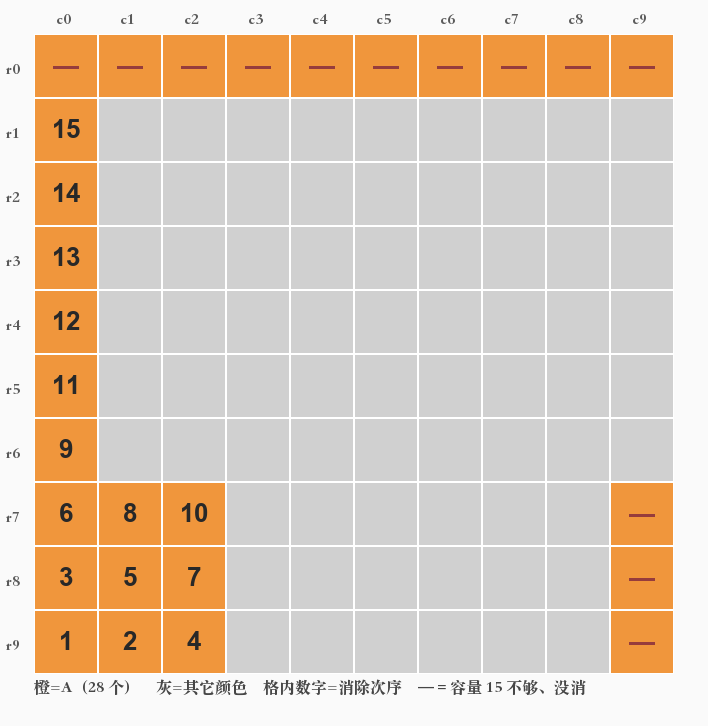 c0 c1 c2 c3 c4 c5 c6 c7 c8 c9
r0 — — — — — — — — — —
r1 15
r2 14
r3 13
r4 12
r5 11
r6 9
r7 6 8 10 —
r8 3 5 7 —
r9 1 2 4 —
橙=A（28 个） 灰=其它颜色 格内数字=消除次序 — = 容量 15 不够、没消